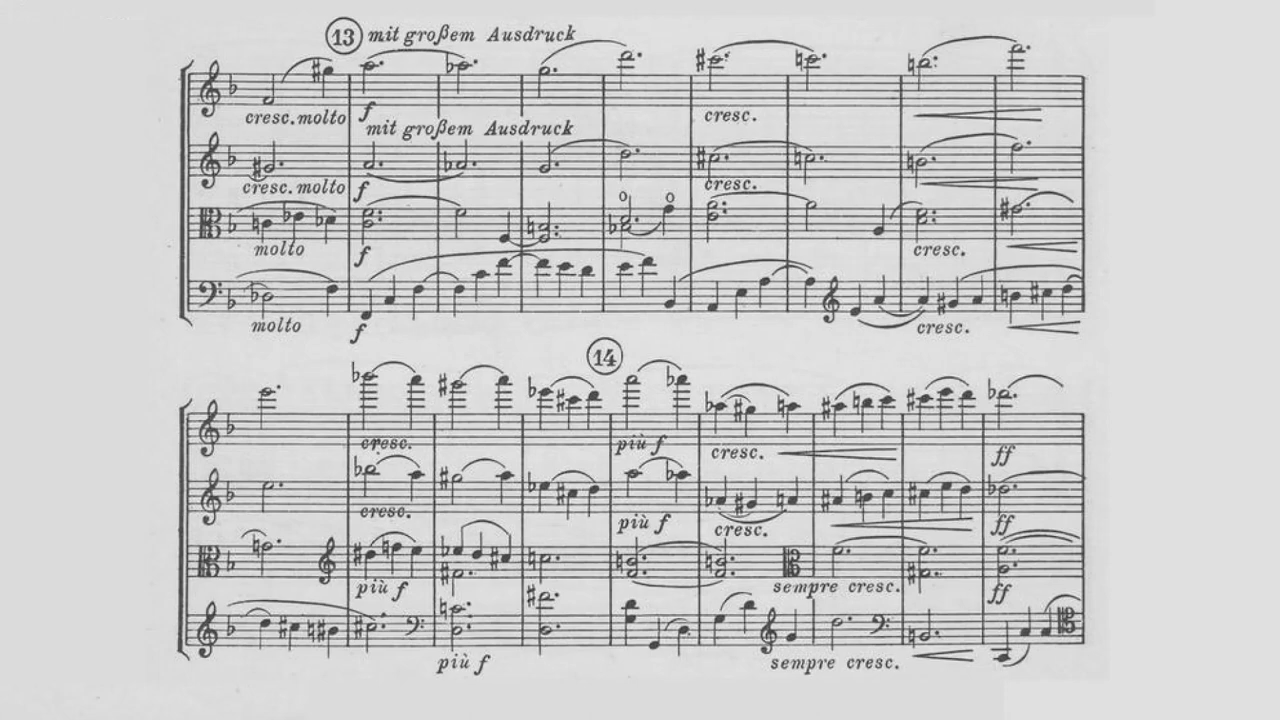 13 mit großem Ausdruck
cresc. molto f cresc.
mit großem Ausdruck
cresc. molto f cresc.
molto f cresc.
molto f cresc.
14
cresc. più f cresc. ff
cresc. più f cresc. ff
più f sempre cresc. ff
più f sempre cresc.